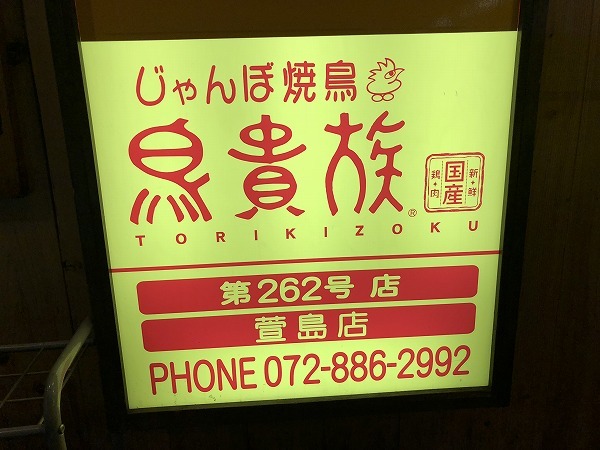 じゃんぼ焼鳥
鳥貴族®
新・鮮
国産
鶏・肉
TORIKIZOKU
第262号店
萱島店
PHONE 072-886-2992